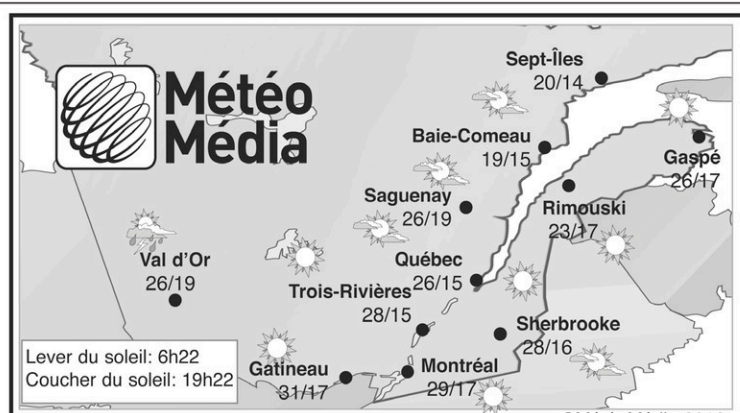 Météo
Média
Sept-Îles
20/14
Baie-Comeau
19/15
Gaspé
26/17
Saguenay
26/19
Rimouski
23/17
Val d'Or
26/19
Québec
26/15
Trois-Rivières
28/15
Sherbrooke
28/16
Lever du soleil: 6h22
Coucher du soleil: 19h22
Gatineau
31/17
Montréal
29/17